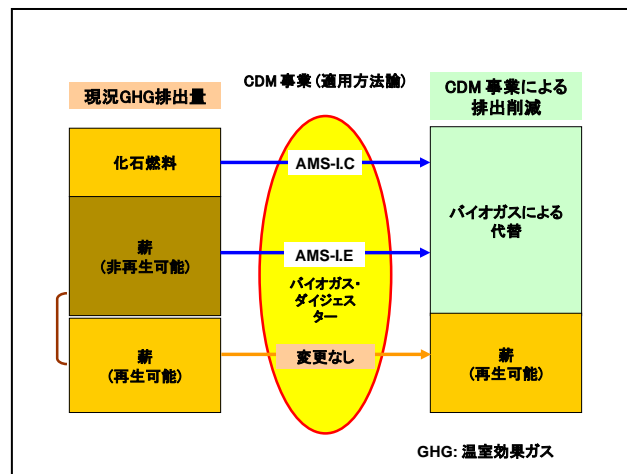 CDM 事業 (適用方法論)
現況GHG排出量
CDM 事業による
排出削減
化石燃料
AMS-I.C
薪
(非再生可能)
AMS-I.E
バイオガスによる
代替
バイオガス・
ダイジェス
ター
薪
(再生可能)
変更なし
薪
(再生可能)
GHG: 温室効果ガス